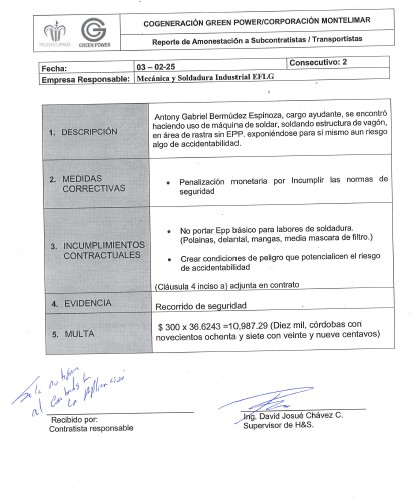 MONTELIMAR
GREEN POWER
COGENERACIÓN GREEN POWER/CORPORACIÓN MONTELIMAR
Reporte de Amonestación a Subcontratistas / Transportistas
Fecha: 03 – 02-25 Consecutivo: 2
Empresa Responsable: Mecánica y Soldadura Industrial EFLG
1. DESCRIPCIÓN
Antony Gabriel Bermúdez Espinoza, cargo ayudante, se encontró
haciendo uso de máquina de soldar, soldando estructura de vagón,
en área de rastra sin EPP, exponiéndose para sí mismo aun riesgo
algo de accidentabilidad.
2. MEDIDAS
CORRECTIVAS
• Penalización monetaria por Incumplir las normas de
seguridad
3. INCUMPLIMIENTOS
CONTRACTUALES
• No portar Epp básico para labores de soldadura.
(Polainas, delantal, mangas, media mascara de filtro.)
• Crear condiciones de peligro que potencialicen el riesgo
de accidentabilidad
(Cláusula 4 inciso a) adjunta en contrato
4. EVIDENCIA
Recorrido de seguridad
5. MULTA
$ 300 x 36.6243 =10,987.29 (Diez mil, córdobas con
novecientos ochenta y siete con veinte y nueve centavos)
Se le
al
la
Recibido por:
Contratista responsable
Ing. David Josué Chávez C.
Supervisor de H&S.